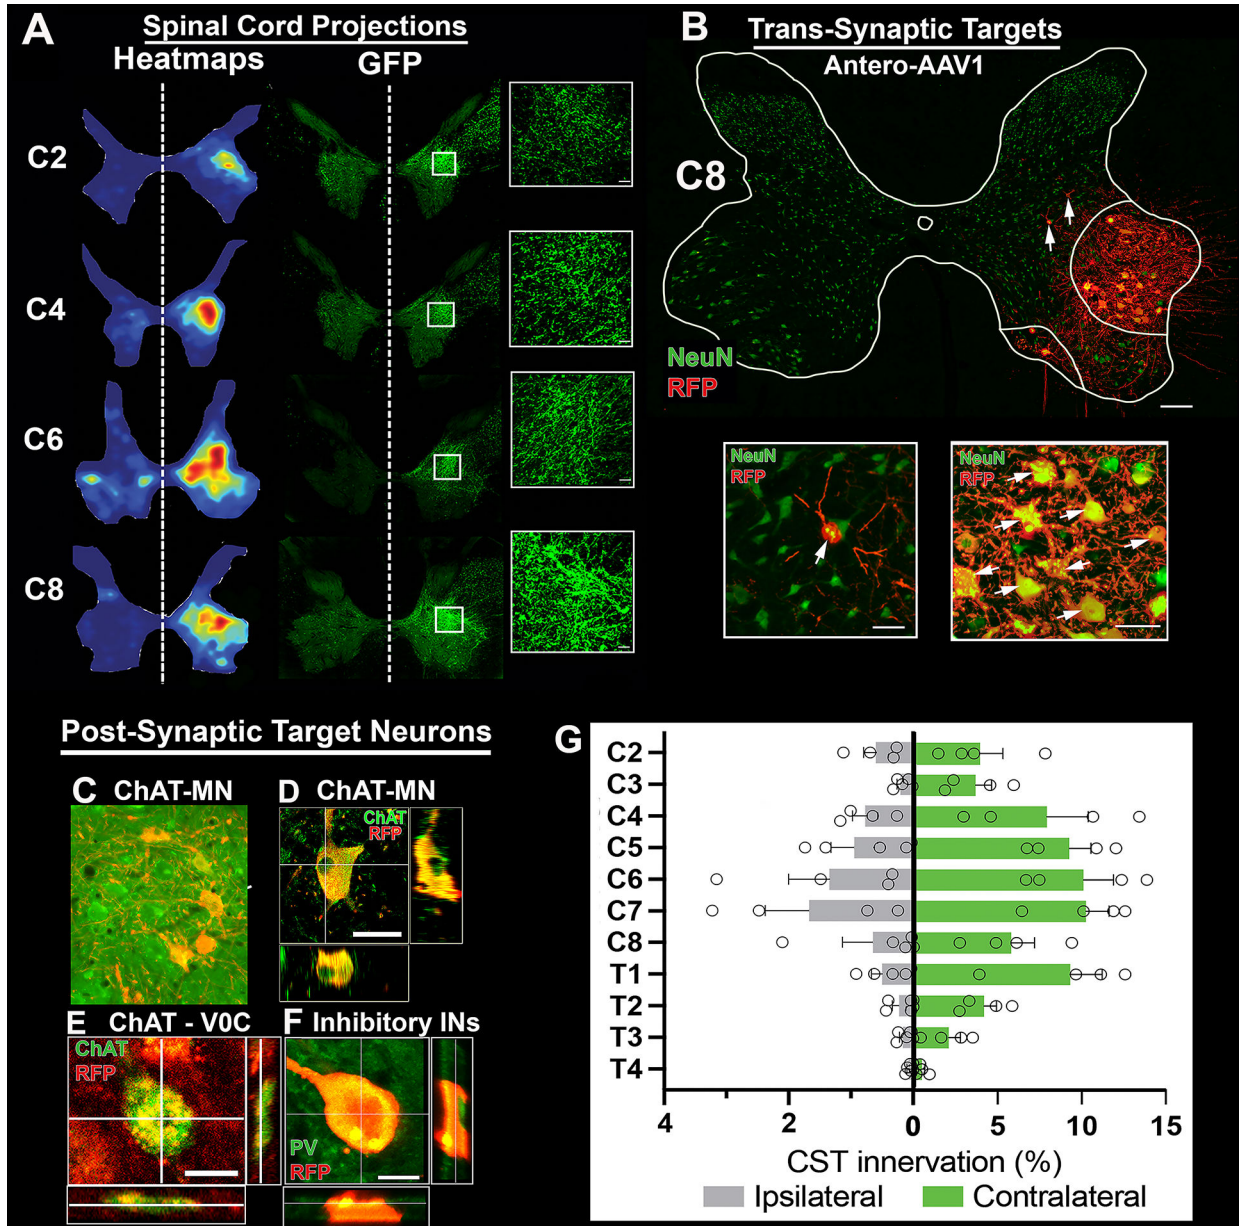 A
Spinal Cord Projections
Heatmaps
GFP
C2
C4
C6
C8
B
Trans-Synaptic Targets
Antero-AAV1
C8
NeuN
RFP
NeuN
RFP
NeuN
RFP
Post-Synaptic Target Neurons
C ChAT-MN
D ChAT-MN
ChAT
RFP
E ChAT - V0C
ChAT
RFP
F Inhibitory INs
PV
RFP
G
C2
C3
C4
C5
C6
C7
C8
T1
T2
T3
T4
4 2 0 5 10 15
CST innervation (%)
Ipsilateral Contralateral